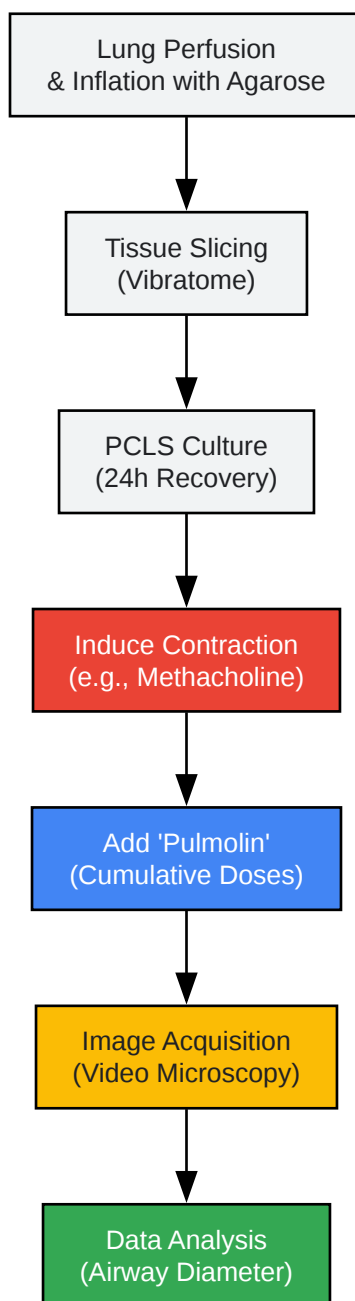 Lung Perfusion
& Inflation with Agarose
Tissue Slicing
(Vibratome)
PCLS Culture
(24h Recovery)
Induce Contraction
(e.g., Methacholine)
Add 'Pulmolin'
(Cumulative Doses)
Image Acquisition
(Video Microscopy)
Data Analysis
(Airway Diameter)